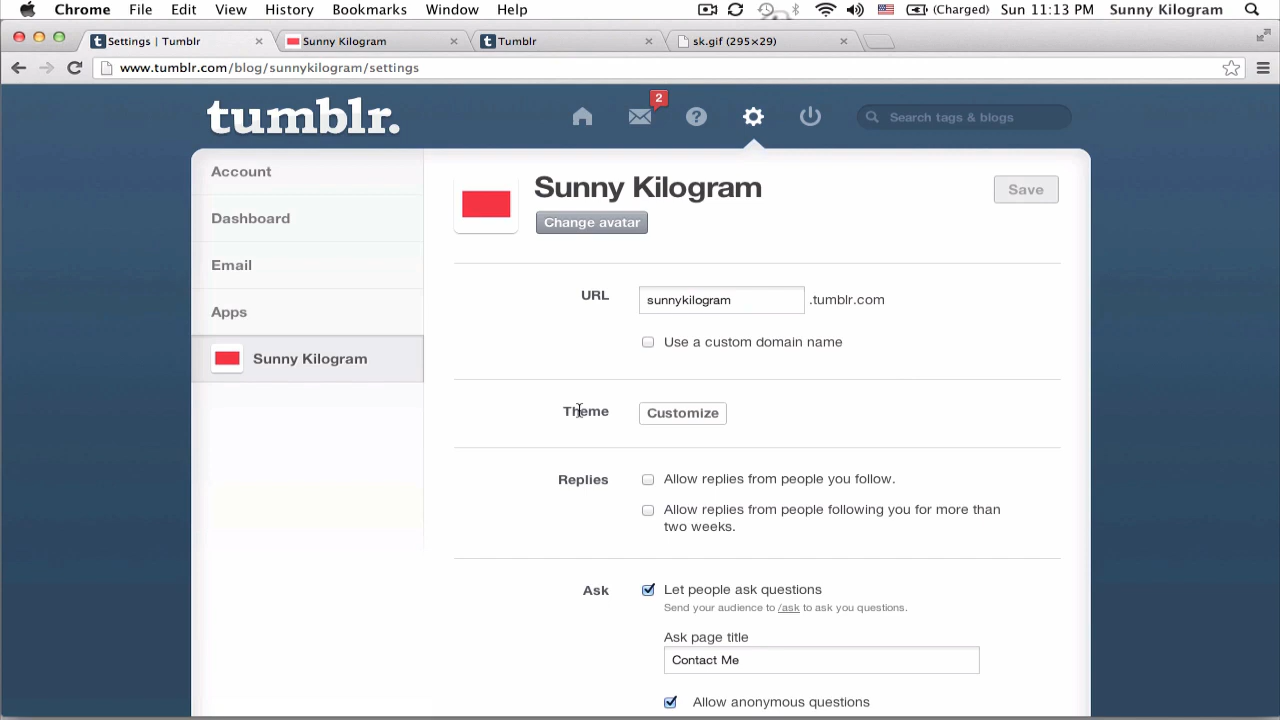 Chrome File Edit View History Bookmarks Window Help (Charged) Sun 11:13 PM Sunny Kilogram
Settings | Tumblr Sunny Kilogram Tumblr sk.gif (295×29)
www.tumblr.com/blog/sunnykilogram/settings
tumblr. 2 Search tags & blogs
Account
Dashboard
Email
Apps
Sunny Kilogram
Sunny Kilogram
Save
Change avatar
URL sunnykilogram .tumblr.com
Use a custom domain name
Theme Customize
Replies Allow replies from people you follow.
Allow replies from people following you for more than
two weeks.
Ask Let people ask questions
Send your audience to /ask to ask you questions.
Ask page title
Contact Me
Allow anonymous questions